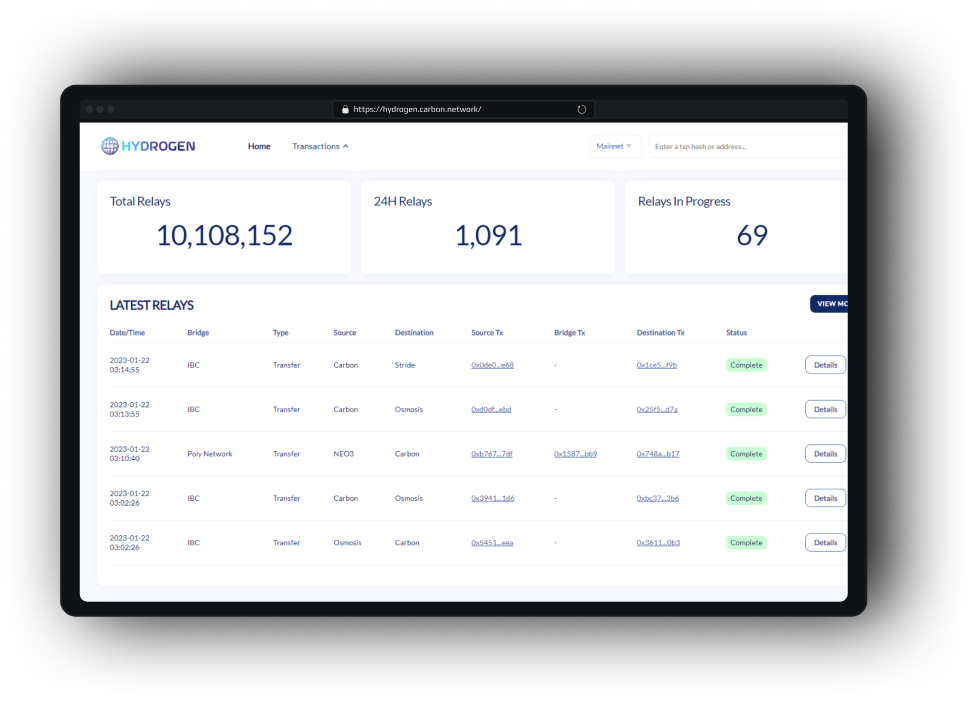 https://hydrogen.carbon.network/
HYDROGEN Home Transactions Mainnet Enter a txn hash or address...
Total Relays 24H Relays Relays In Progress
10,108,152 1,091 69
LATEST RELAYS VIEW MO
Date/Time Bridge Type Source Destination Source Tx Bridge Tx Destination Tx Status
2023-01-22
03:14:55 IBC Transfer Carbon Stride 0x0de0...e68 - 0x1ce5...f9b Complete Details
2023-01-22
03:13:55 IBC Transfer Carbon Osmosis 0xd0df...ebd - 0x25f5...d7a Complete Details
2023-01-22
03:10:40 Poly Network Transfer NEO3 Carbon 0xb767...7df 0x1587...bb9 0x748a...b17 Complete Details
2023-01-22
03:02:26 IBC Transfer Carbon Osmosis 0x3941...1d6 - 0xbc37...3b6 Complete Details
2023-01-22
03:02:26 IBC Transfer Osmosis Carbon 0x5451...eea - 0x3611...0b3 Complete Details